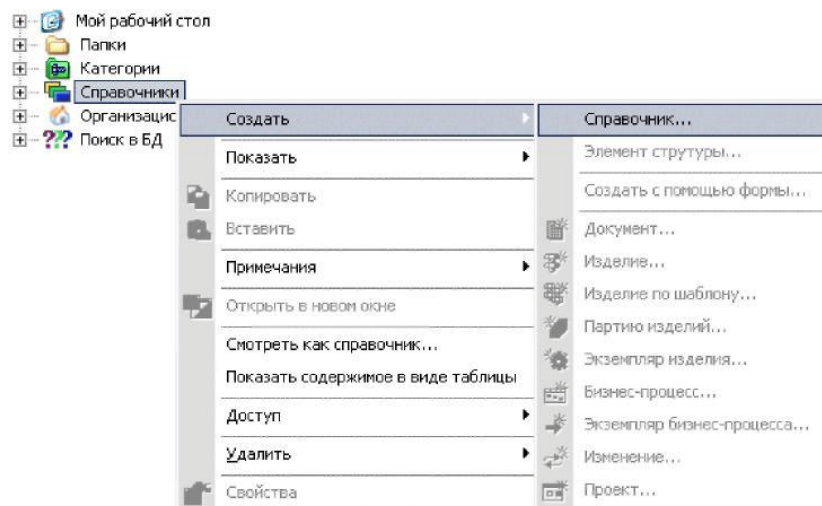 Мой рабочий стол
Папки
Категории
Справочники
Организацис
??? Поиск в БД
Создать
Показать
Копировать
Вставить
Примечания
Открыть в новом окне
Смотреть как справочник...
Показать содержимое в виде таблицы
Доступ
Удалить
Свойства
Справочник...
Элемент струтуры...
Создать с помощью формы...
Документ...
Изделие...
Изделие по шаблону...
Партию изделий...
Экземпляр изделия...
Бизнес-процесс...
Экземпляр бизнес-процесса...
Изменение...
Проект...